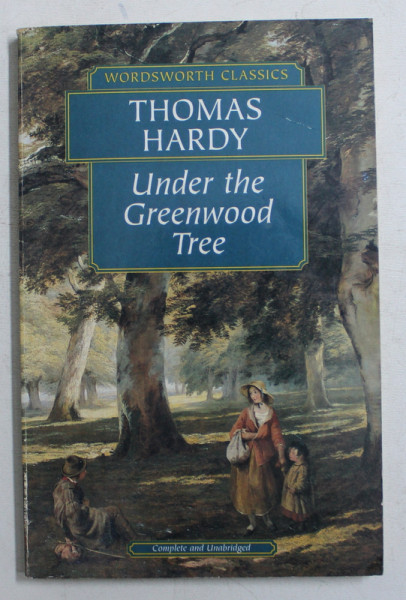 WORDSWORTH CLASSICS
THOMAS
HARDY
Under the
Greenwood
Tree
Complete and Unabridged